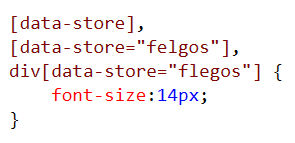 [data-store],
[data-store="felgos"],
div[data-store="flegos"] {
    font-size:14px;
}